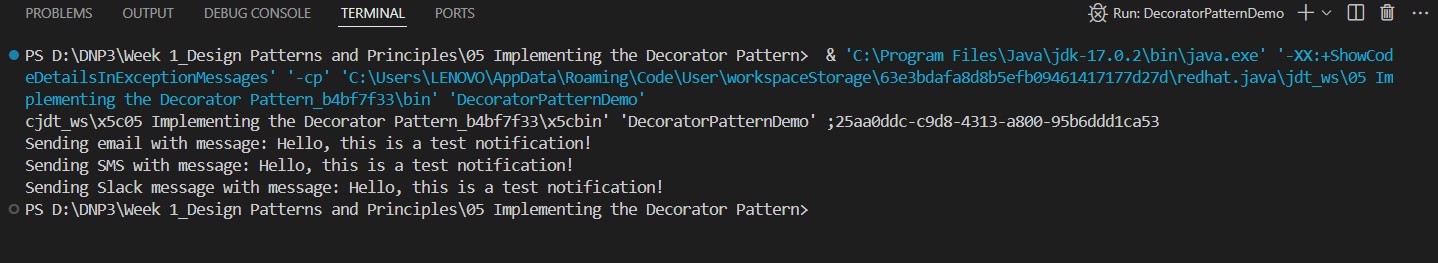 PROBLEMS OUTPUT DEBUG CONSOLE TERMINAL PORTS Run: DecoratorPatternDemo
PS D:\DNP3\Week 1_Design Patterns and Principles\05 Implementing the Decorator Pattern>  & 'C:\Program Files\Java\jdk-17.0.2\bin\java.exe' '-XX:+ShowCod
eDetailsInExceptionMessages' '-cp' 'C:\Users\LENOVO\AppData\Roaming\Code\User\workspaceStorage\63e3bdafa8d8b5efb09461417177d27d\redhat.java\jdt_ws\05 Im
plementing the Decorator Pattern_b4bf7f33\bin' 'DecoratorPatternDemo'
cjdt_ws\x5c05 Implementing the Decorator Pattern_b4bf7f33\x5cbin' 'DecoratorPatternDemo' ;25aa0ddc-c9d8-4313-a800-95b6ddd1ca53
Sending email with message: Hello, this is a test notification!
Sending SMS with message: Hello, this is a test notification!
Sending Slack message with message: Hello, this is a test notification!
PS D:\DNP3\Week 1_Design Patterns and Principles\05 Implementing the Decorator Pattern>